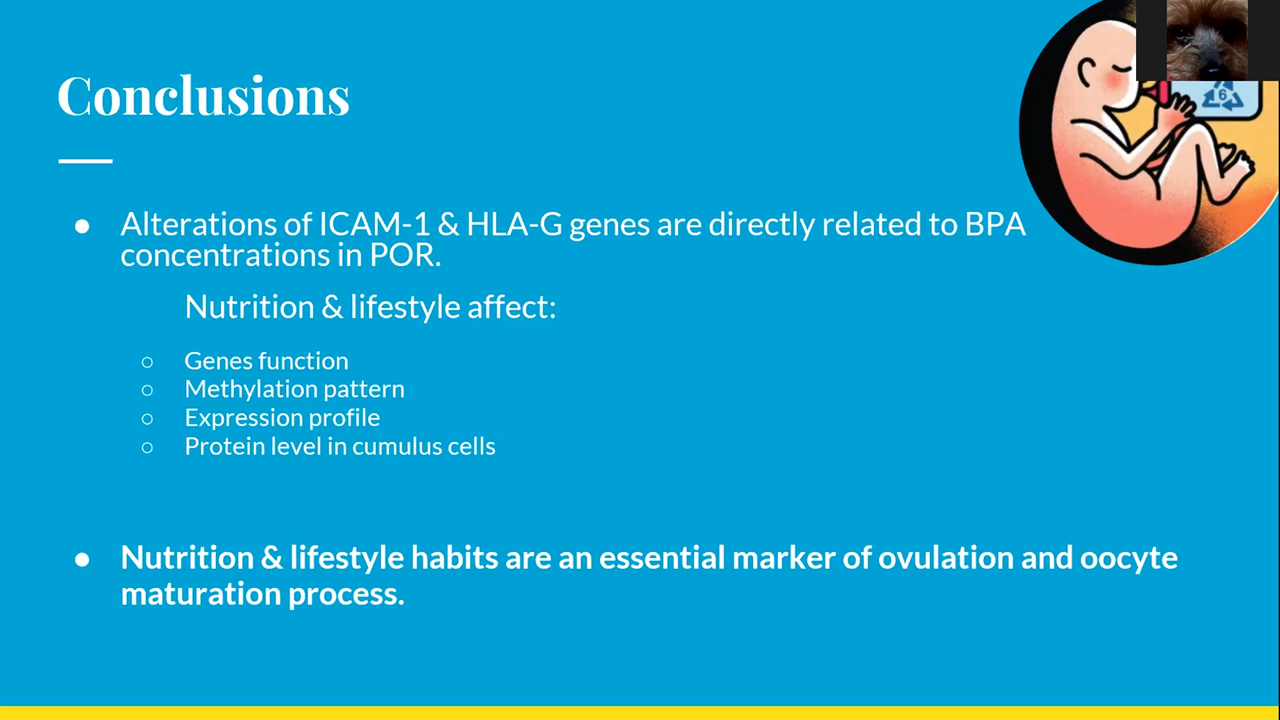 Conclusions
● Alterations of ICAM-1 & HLA-G genes are directly related to BPA
concentrations in POR.
Nutrition & lifestyle affect:
○ Genes function
○ Methylation pattern
○ Expression profile
○ Protein level in cumulus cells
● Nutrition & lifestyle habits are an essential marker of ovulation and oocyte
maturation process.
6